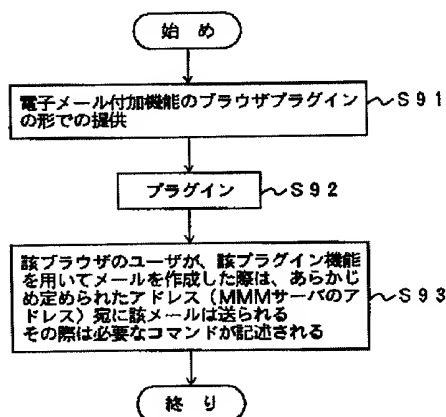 始 め
電子メール付加機能のブラウザプラグイン
の形での提供
S91
プラグイン
S92
該ブラウザのユーザが、該プラグイン機能
を用いてメールを作成した際は、あらかじ
め定められたアドレス(MMMサーバのア
ドレス)宛に該メールは送られる
その際は必要なコマンドが記述される
S93
終 り